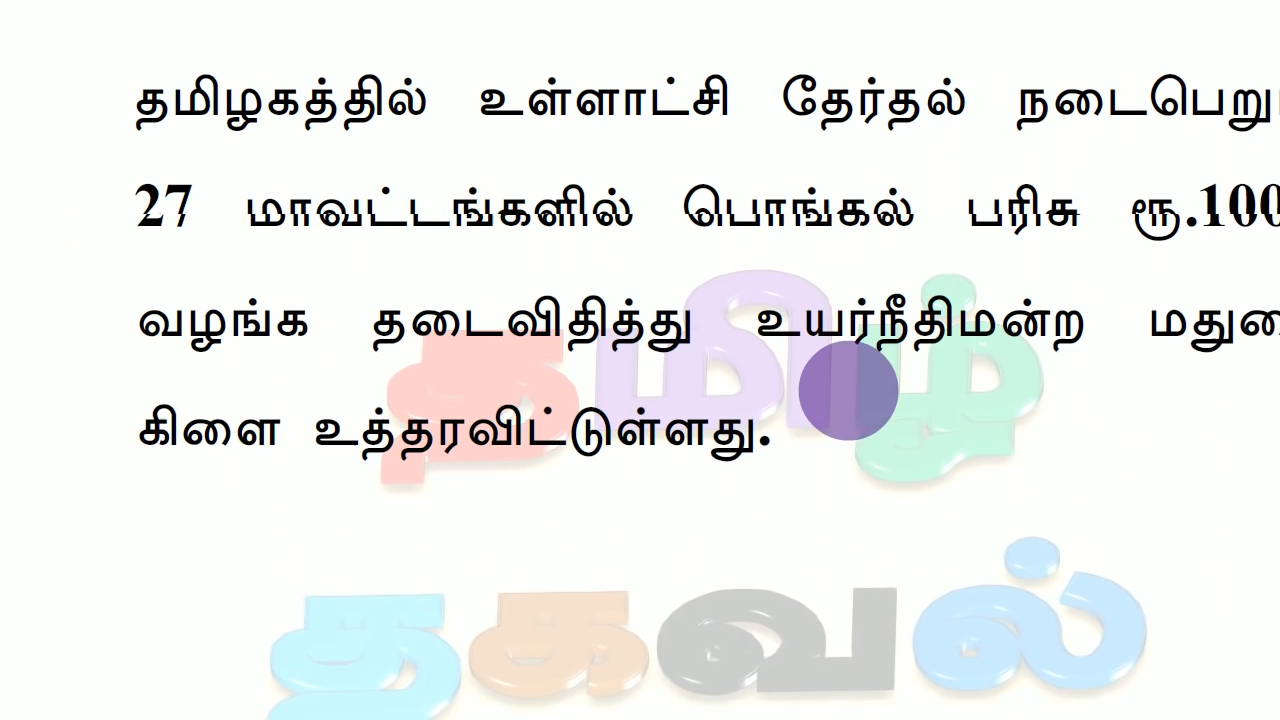 தமிழகத்தில் உள்ளாட்சி தேர்தல் நடைபெறு
27 மாவட்டங்களில் பொங்கல் பரிசு ரூ.100
வழங்க தடைவிதித்து உயர்நீதிமன்ற மதுரை
கிளை உத்தரவிட்டுள்ளது.
தமிழ்
தகவல்